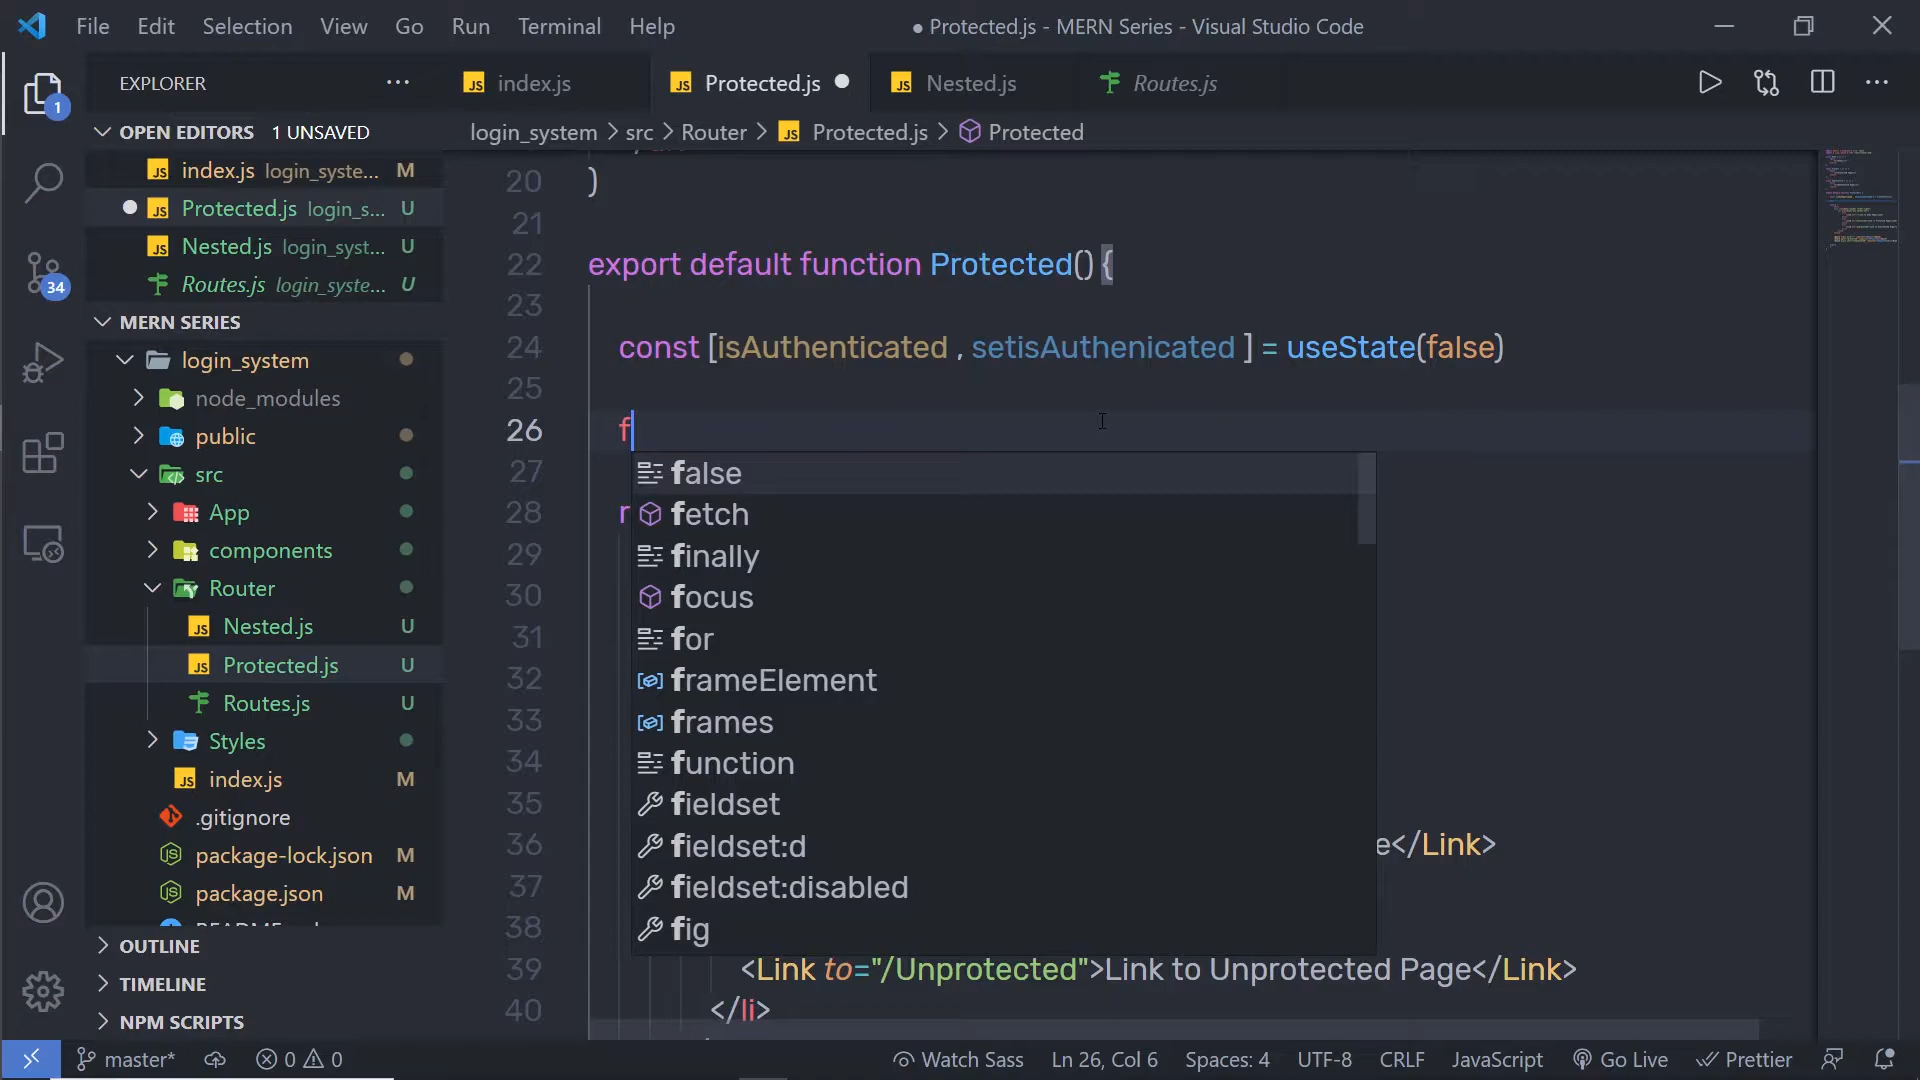 File Edit Selection View Go Run Terminal Help
● Protected.js - MERN Series - Visual Studio Code
EXPLORER
index.js
Protected.js
Nested.js
Routes.js
OPEN EDITORS 1 UNSAVED
index.js login_syste... M
Protected.js login_s... U
Nested.js login_syst... U
Routes.js login_syste... U
MERN SERIES
login_system
node_modules
public
src
App
components
Router
Nested.js U
Protected.js U
Routes.js U
Styles
index.js M
.gitignore
package-lock.json M
package.json M
OUTLINE
TIMELINE
NPM SCRIPTS
1
34
login_system > src > Router > Protected.js > Protected
20 )
21
22 export default function Protected() {
23
24 const [isAuthenticated , setisAuthenicated ] = useState(false)
25
26 f
27
28 r
29
30
31
32
33
34
35
36 e</Link>
37
38
39 <Link to="/Unprotected">Link to Unprotected Page</Link>
40 </li>
false
fetch
finally
focus
for
frameElement
frames
function
fieldset
fieldset:d
fieldset:disabled
fig
master* 0 0 Watch Sass Ln 26, Col 6 Spaces: 4 UTF-8 CRLF JavaScript Go Live Prettier